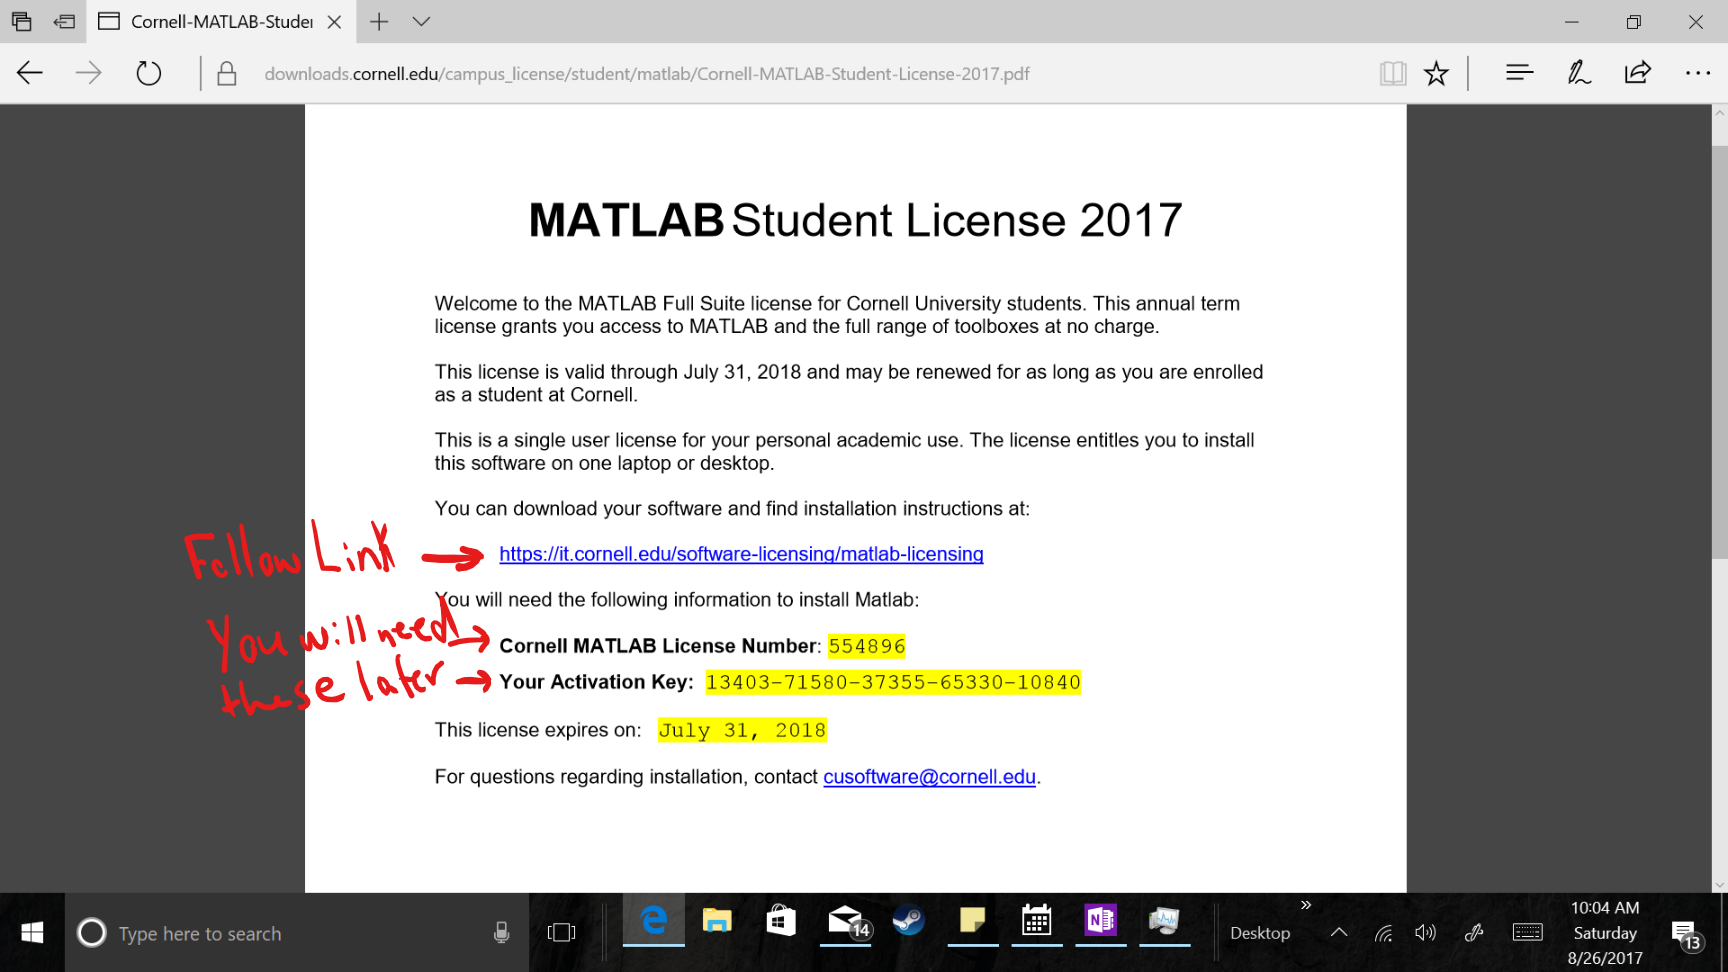 Cornell-MATLAB-Studer
downloads.cornell.edu/campus_license/student/matlab/Cornell-MATLAB-Student-License-2017.pdf
MATLAB Student License 2017
Welcome to the MATLAB Full Suite license for Cornell University students. This annual term
license grants you access to MATLAB and the full range of toolboxes at no charge.
This license is valid through July 31, 2018 and may be renewed for as long as you are enrolled
as a student at Cornell.
This is a single user license for your personal academic use. The license entitles you to install
this software on one laptop or desktop.
You can download your software and find installation instructions at:
Follow Link
https://it.cornell.edu/software-licensing/matlab-licensing
You will need the following information to install Matlab:
You will need
these later
Cornell MATLAB License Number: 554896
Your Activation Key: 13403-71580-37355-65330-10840
This license expires on: July 31, 2018
For questions regarding installation, contact cusoftware@cornell.edu.
Type here to search
14
N
Desktop
10:04 AM
Saturday
8/26/2017
13